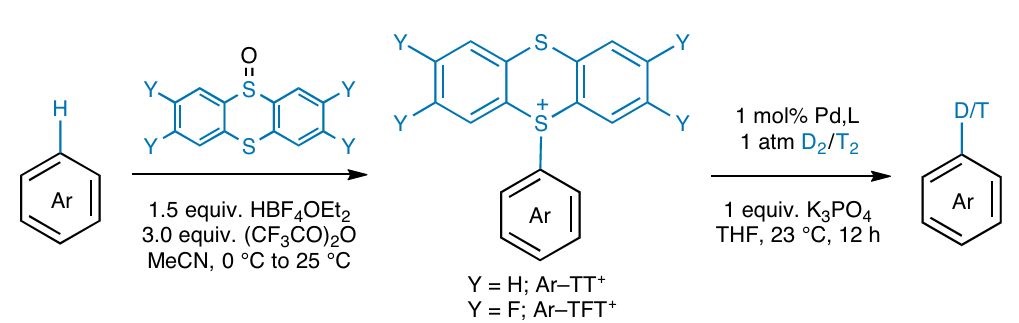 H
Ar
O
S
Y
Y
Y
Y
S
1.5 equiv. HBF₄OEt₂
3.0 equiv. (CF₃CO)₂O
MeCN, 0 °C to 25 °C
Y
S
Y
Y
Y
+
S
Ar
Y = H; Ar–TT⁺
Y = F; Ar–TFT⁺
1 mol% Pd,L
1 atm D₂/T₂
1 equiv. K₃PO₄
THF, 23 °C, 12 h
D/T
Ar